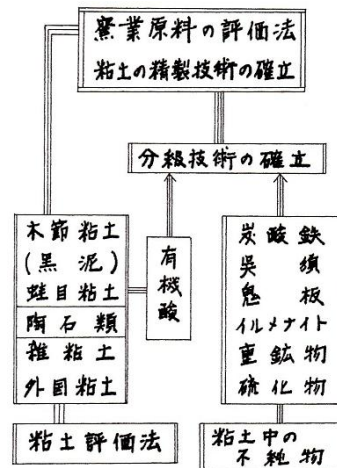 窯業原料の評価法
粘土の精製技術の確立
分級技術の確立
木節粘土
(黒泥)
蛙目粘土
陶石類
雑粘土
外国粘土
有機酸
炭酸鉄
呉須
鬼板
イルメナイト
重鉱物
硫化物
粘土評価法
粘土中の
不純物